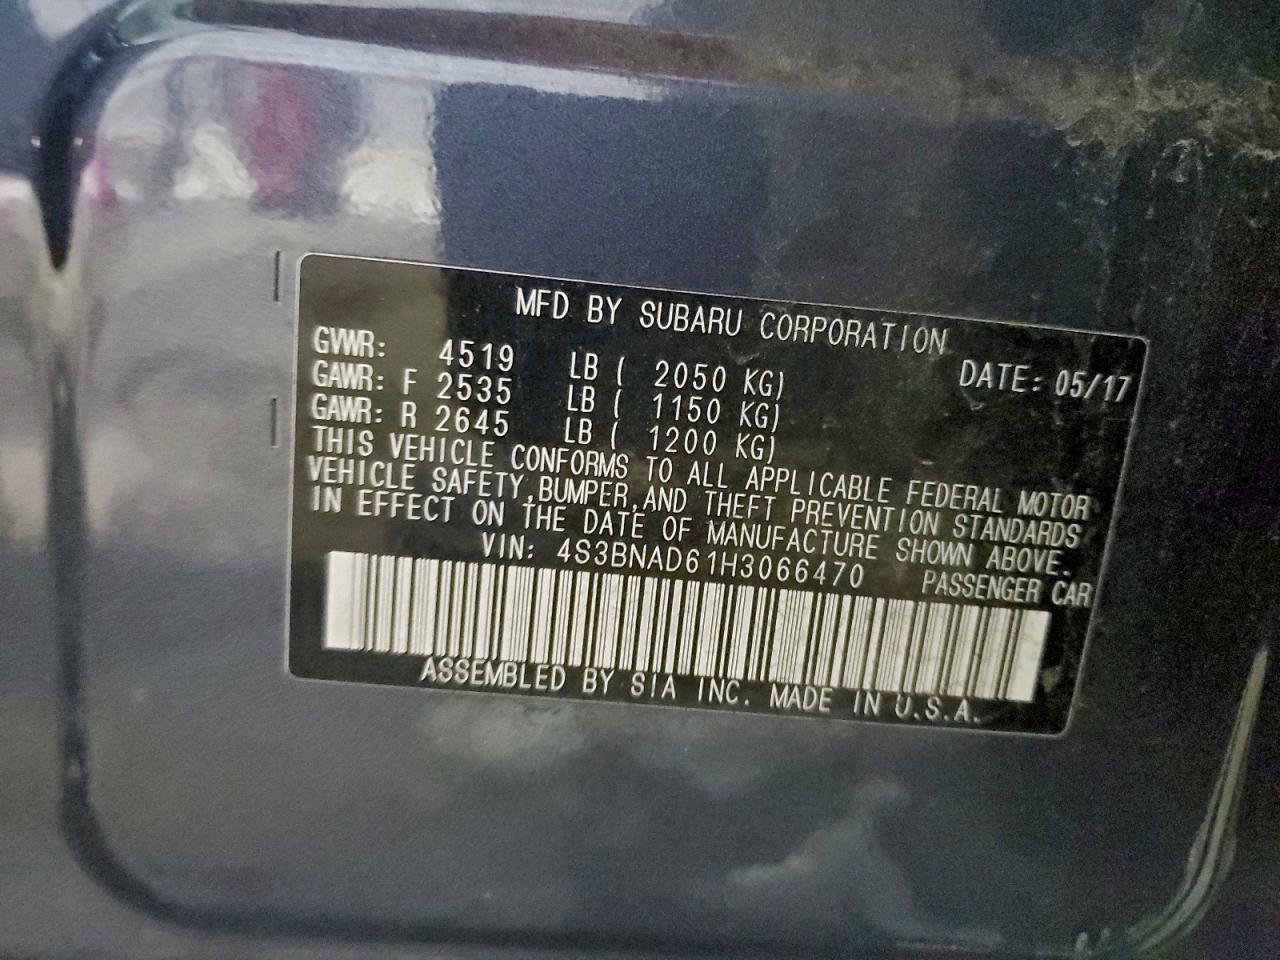 MFD BY SUBARU CORPORATION
GVWR: 4519 LB ( 2050 KG) DATE: 05/17
GAWR: F 2535 LB ( 1150 KG)
GAWR: R 2645 LB ( 1200 KG)
THIS VEHICLE CONFORMS TO ALL APPLICABLE FEDERAL MOTOR
VEHICLE SAFETY,BUMPER,AND THEFT PREVENTION STANDARDS
IN EFFECT ON THE DATE OF MANUFACTURE SHOWN ABOVE.
VIN: 4S3BNAD61H3066470 PASSENGER CAR
ASSEMBLED BY SIA INC. MADE IN U.S.A.